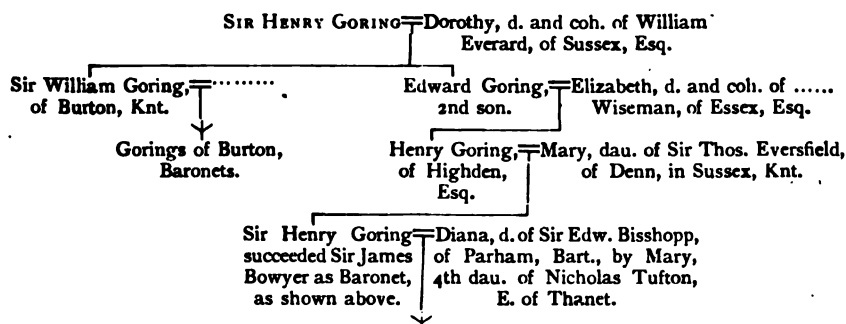 SIR HENRY GORING Dorothy, d. and coh. of William
Everard, of Sussex, Esq.
Sir William Goring, ......... Edward Goring, Elizabeth, d. and coh. of ......
of Burton, Knt. 2nd son. Wiseman, of Essex, Esq.
Gorings of Burton, Henry Goring, Mary, dau. of Sir Thos. Eversfield,
Baronets. of Highden, of Denn, in Sussex, Knt.
Esq.
Sir Henry Goring Diana, d. of Sir Edw. Bisshopp,
succeeded Sir James of Parham, Bart., by Mary,
Bowyer as Baronet, 4th dau. of Nicholas Tufton,
as shown above. E. of Thanet.